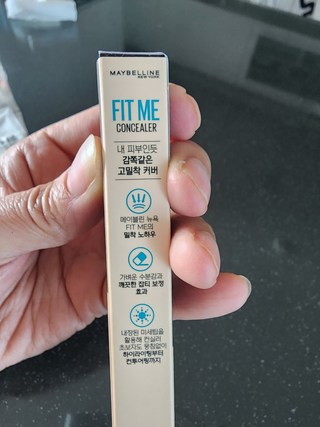 MAYBELLINE
NEW YORK
FIT ME
CONCEALER
내 피부인듯
감쪽같은
고밀착 커버
메이블린 뉴욕
FIT ME의
밀착 노하우
가벼운 수분감과
깨끗한 잡티 보정
효과
내장된 미세팁을
활용해 컨실러
초보자도 뭉침없이
하이라이팅부터
컨투어링까지